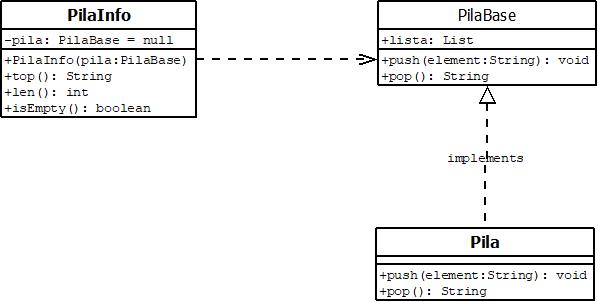 PilaInfo
-pila: PilaBase = null
+PilaInfo(pila:PilaBase)
+top(): String
+len(): int
+isEmpty(): boolean
PilaBase
+lista: List
+push(element:String): void
+pop(): String
implements
Pila
+push(element:String): void
+pop(): String